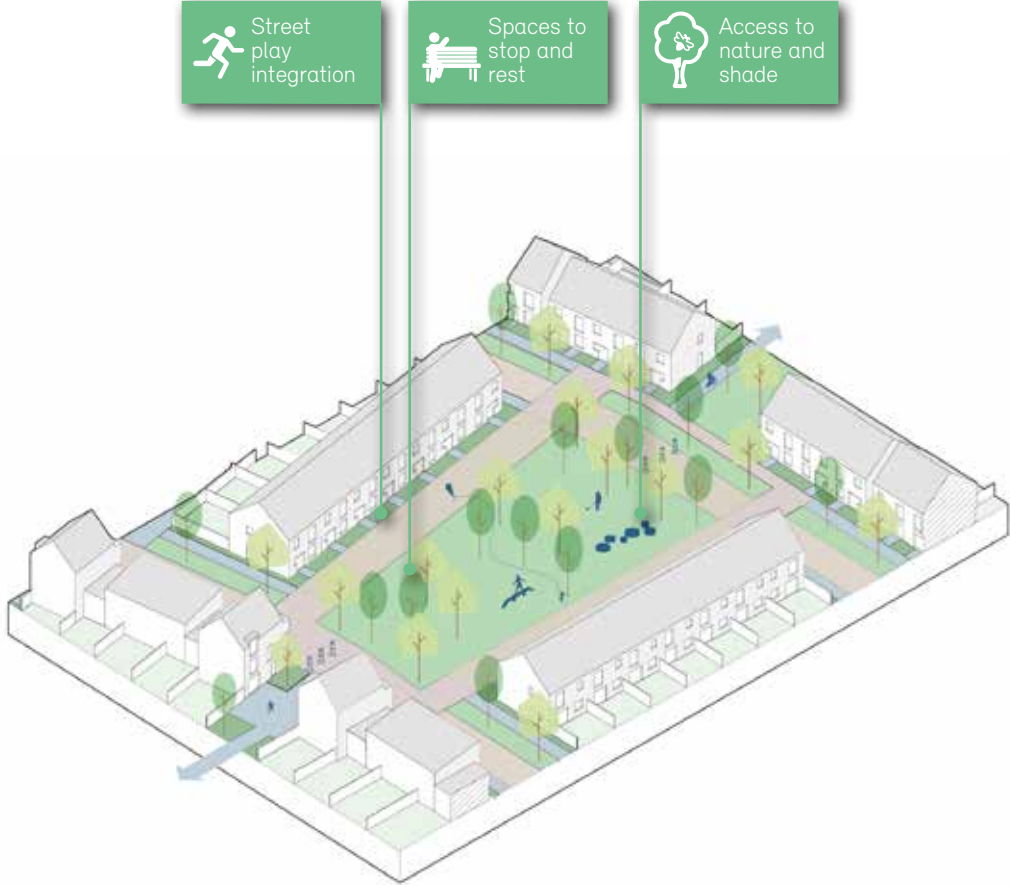 Street
play
integration
Spaces to
stop and
rest
Access to
nature and
shade